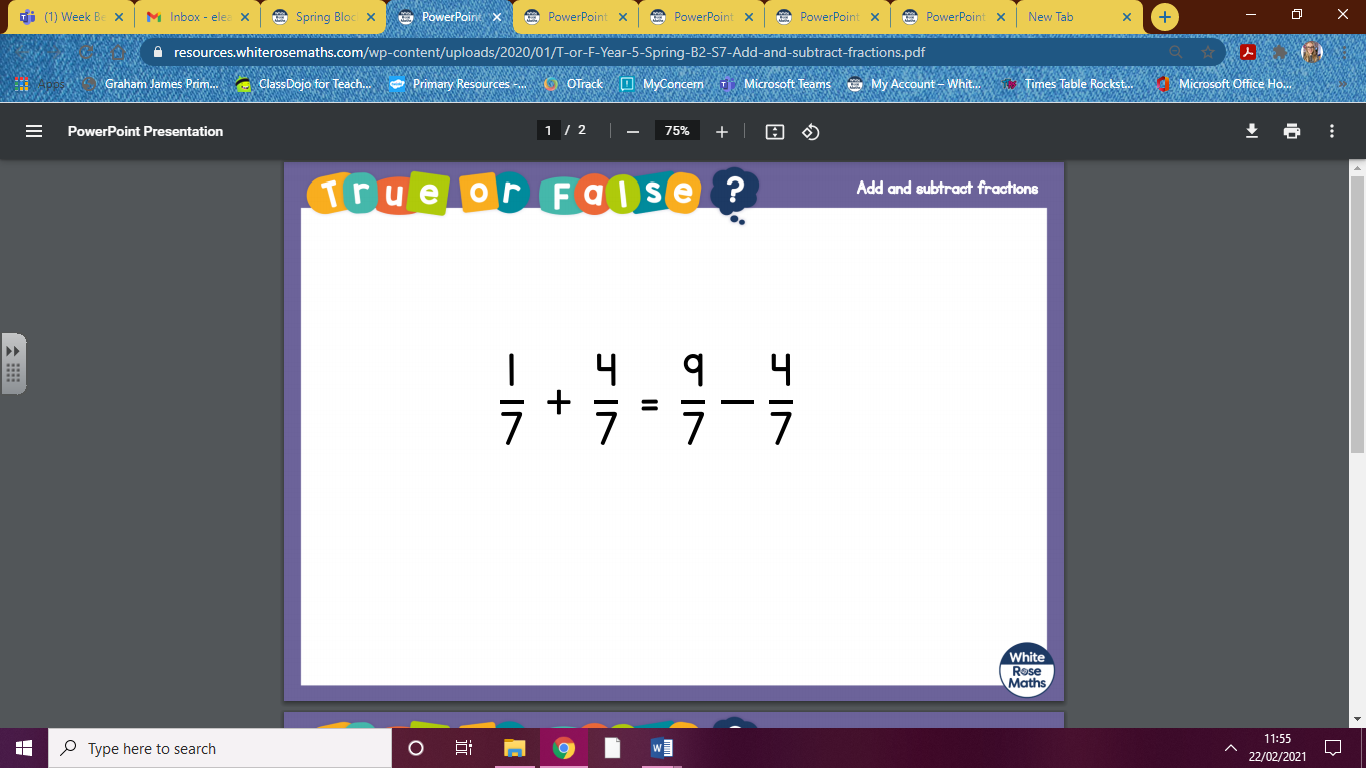 (1) Week Be
Inbox - elea
Spring Bloc
PowerPoint
PowerPoint
PowerPoint
PowerPoint
PowerPoint
New Tab
resources.whiterosemaths.com/wp-content/uploads/2020/01/T-or-F-Year-5-Spring-B2-S7-Add-and-subtract-fractions.pdf
Apps
Graham James Prim...
ClassDojo for Teach...
Primary Resources -...
OTrack
MyConcern
Microsoft Teams
My Account – Whit...
Times Table Rockst...
Microsoft Office Ho...
PowerPoint Presentation
1 / 2
75%
True or False ?
Add and subtract fractions
1/7 + 4/7 = 9/7 − 4/7
White
Rose
Maths
Type here to search
11:55
22/02/2021